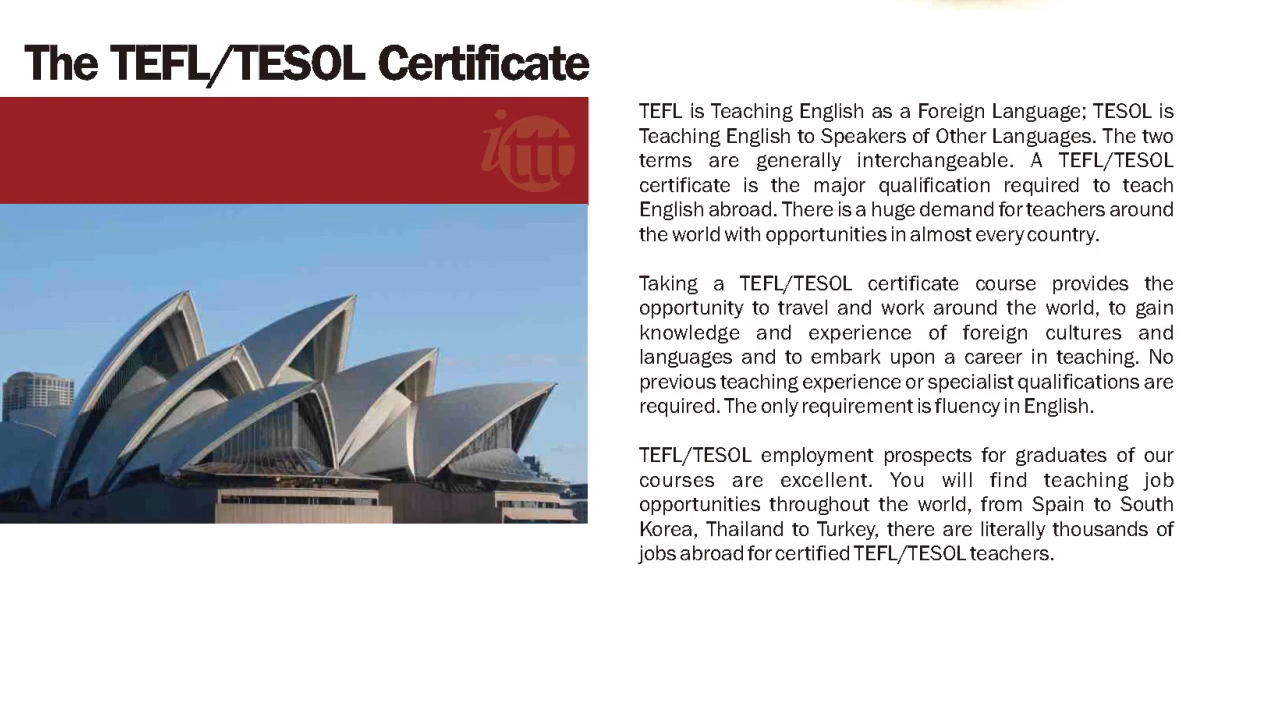 The TEFL/TESOL Certificate
ittt
TEFL is Teaching English as a Foreign Language; TESOL is
Teaching English to Speakers of Other Languages. The two
terms are generally interchangeable. A TEFL/TESOL
certificate is the major qualification required to teach
English abroad. There is a huge demand for teachers around
the world with opportunities in almost every country.
Taking a TEFL/TESOL certificate course provides the
opportunity to travel and work around the world, to gain
knowledge and experience of foreign cultures and
languages and to embark upon a career in teaching. No
previous teaching experience or specialist qualifications are
required. The only requirement is fluency in English.
TEFL/TESOL employment prospects for graduates of our
courses are excellent. You will find teaching job
opportunities throughout the world, from Spain to South
Korea, Thailand to Turkey, there are literally thousands of
jobs abroad for certified TEFL/TESOL teachers.